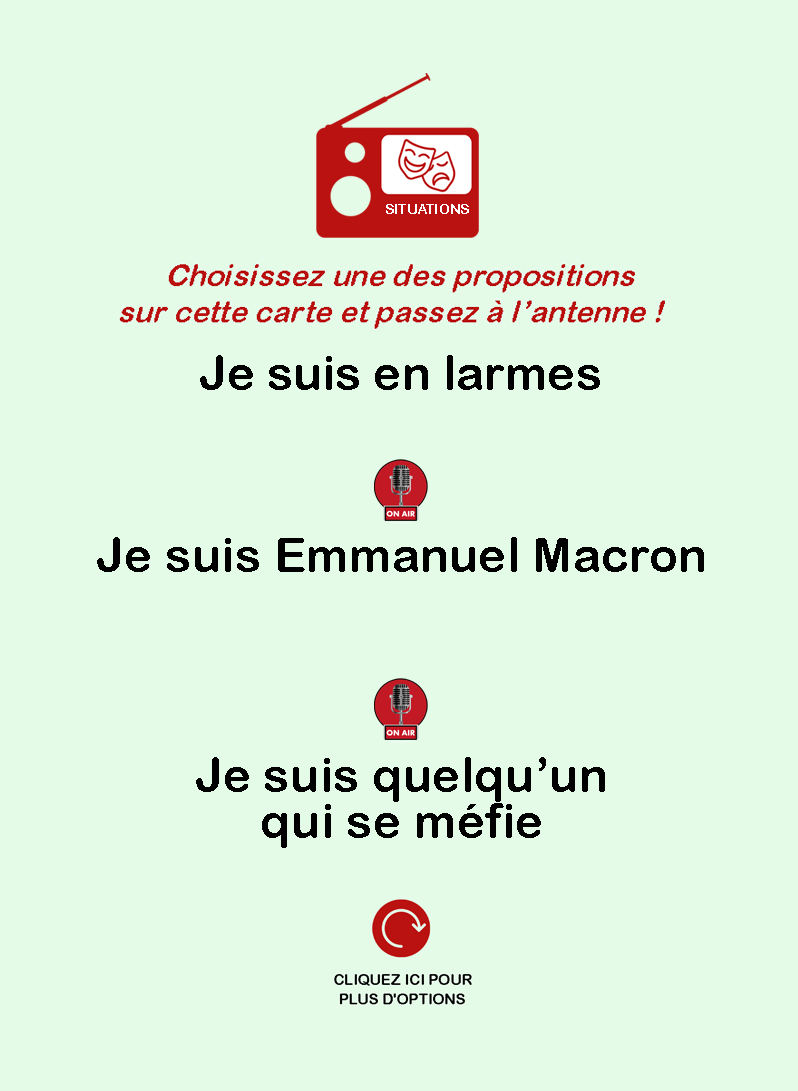 SITUATIONS
Choisissez une des propositions
sur cette carte et passez à l’antenne !
Je suis en larmes
ON AIR
Je suis Emmanuel Macron
ON AIR
Je suis quelqu’un
qui se méfie
CLIQUEZ ICI POUR
PLUS D'OPTIONS